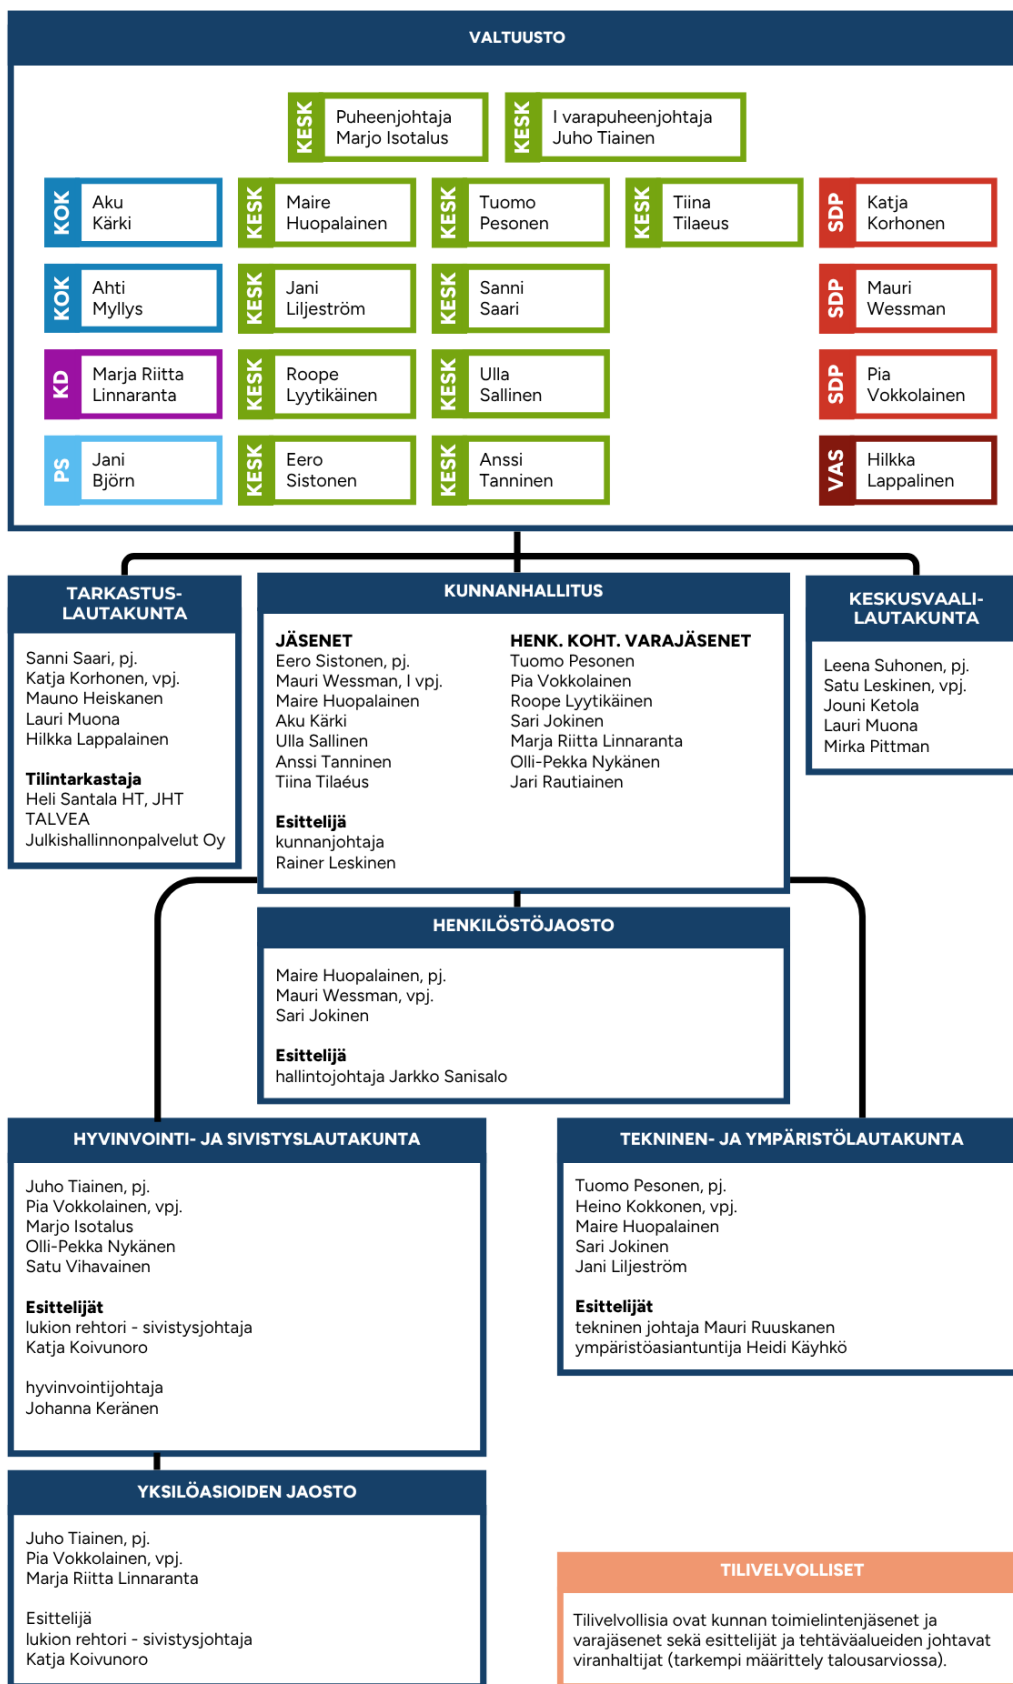 VALTUUSTO
KESK
Puheenjohtaja
Marjo Isotalus
KESK
I varapuheenjohtaja
Juho Tiainen
KOK
Aku
Kärki
KESK
Maire
Huopalainen
KESK
Tuomo
Pesonen
KESK
Tiina
Tilaeus
SDP
Katja
Korhonen
KOK
Ahti
Myllys
KESK
Jani
Liljeström
KESK
Sanni
Saari
SDP
Mauri
Wessman
KD
Marja Riitta
Linnaranta
KESK
Roope
Lyytikäinen
KESK
Ulla
Sallinen
SDP
Pia
Vokkolainen
PS
Jani
Björn
KESK
Eero
Sistonen
KESK
Anssi
Tanninen
VAS
Hilkka
Lappalinen
TARKASTUS-
LAUTAKUNTA
Sanni Saari, pj.
Katja Korhonen, vpj.
Mauno Heiskanen
Lauri Muona
Hilkka Lappalainen
Tilintarkastaja
Heli Santala HT, JHT
TALVEA
Julkishallinnonpalvelut Oy
KUNNANHALLITUS
JÄSENET
Eero Sistonen, pj.
Mauri Wessman, I vpj.
Maire Huopalainen
Aku Kärki
Ulla Sallinen
Anssi Tanninen
Tiina Tilaéus
Esittelijä
kunnanjohtaja
Rainer Leskinen
HENK. KOHT. VARAJÄSENET
Tuomo Pesonen
Pia Vokkolainen
Roope Lyytikäinen
Sari Jokinen
Marja Riitta Linnaranta
Olli-Pekka Nykänen
Jari Rautiainen
KESKUSVAALI-
LAUTAKUNTA
Leena Suhonen, pj.
Satu Leskinen, vpj.
Jouni Ketola
Lauri Muona
Mirka Pittman
HENKILÖSTÖJAOSTO
Maire Huopalainen, pj.
Mauri Wessman, vpj.
Sari Jokinen
Esittelijä
hallintojohtaja Jarkko Sanisalo
HYVINVOINTI- JA SIVISTYSLAUTAKUNTA
Juho Tiainen, pj.
Pia Vokkolainen, vpj.
Marjo Isotalus
Olli-Pekka Nykänen
Satu Vihavainen
Esittelijät
lukion rehtori - sivistysjohtaja
Katja Koivunoro
hyvinvointijohtaja
Johanna Keränen
TEKNINEN- JA YMPÄRISTÖLAUTAKUNTA
Tuomo Pesonen, pj.
Heino Kokkonen, vpj.
Maire Huopalainen
Sari Jokinen
Jani Liljeström
Esittelijät
tekninen johtaja Mauri Ruuskanen
ympäristöasiantuntija Heidi Käyhkö
YKSILÖASIOIDEN JAOSTO
Juho Tiainen, pj.
Pia Vokkolainen, vpj.
Marja Riitta Linnaranta
Esittelijä
lukion rehtori - sivistysjohtaja
Katja Koivunoro
TILIVELVOLLISET
Tilivelvollisia ovat kunnan toimielintenjäsenet ja
varajäsenet sekä esittelijät ja tehtäväalueiden johtavat
viranhaltijat (tarkempi määrittely talousarviossa).